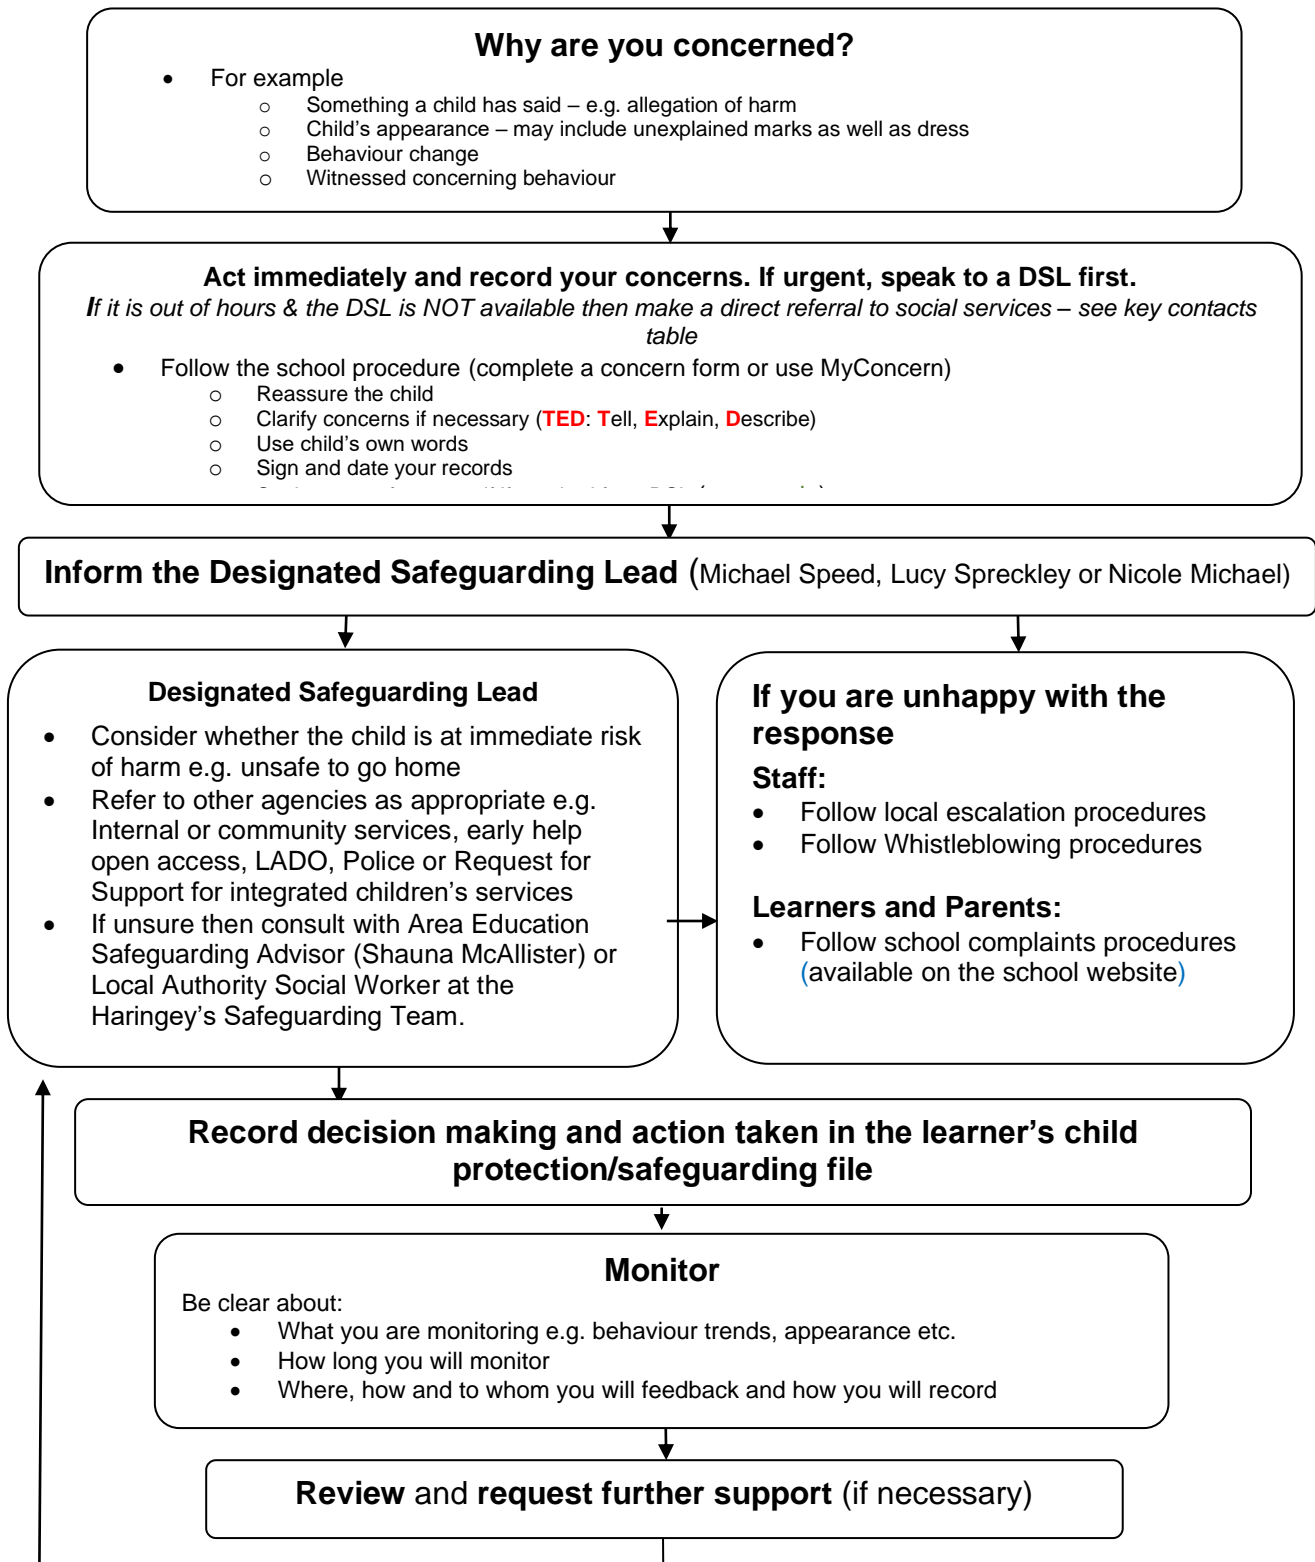 Why are you concerned?
• For example
o Something a child has said – e.g. allegation of harm
o Child's appearance – may include unexplained marks as well as dress
o Behaviour change
o Witnessed concerning behaviour
Act immediately and record your concerns. If urgent, speak to a DSL first.
If it is out of hours & the DSL is NOT available then make a direct referral to social services – see key contacts
table
• Follow the school procedure (complete a concern form or use MyConcern)
o Reassure the child
o Clarify concerns if necessary (TED: Tell, Explain, Describe)
o Use child's own words
o Sign and date your records
Inform the Designated Safeguarding Lead (Michael Speed, Lucy Spreckley or Nicole Michael)
Designated Safeguarding Lead
• Consider whether the child is at immediate risk
of harm e.g. unsafe to go home
• Refer to other agencies as appropriate e.g.
Internal or community services, early help
open access, LADO, Police or Request for
Support for integrated children's services
• If unsure then consult with Area Education
Safeguarding Advisor (Shauna McAllister) or
Local Authority Social Worker at the
Haringey's Safeguarding Team.
If you are unhappy with the
response
Staff:
• Follow local escalation procedures
• Follow Whistleblowing procedures
Learners and Parents:
• Follow school complaints procedures
(available on the school website)
Record decision making and action taken in the learner's child
protection/safeguarding file
Monitor
Be clear about:
• What you are monitoring e.g. behaviour trends, appearance etc.
• How long you will monitor
• Where, how and to whom you will feedback and how you will record
Review and request further support (if necessary)